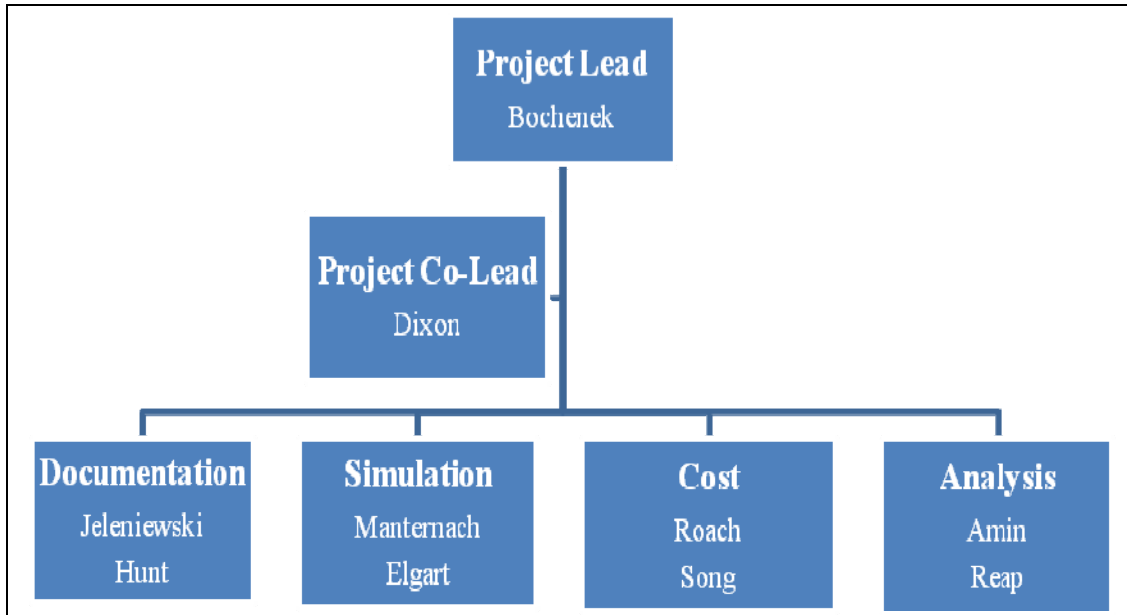 Project Lead
Bochenek
Project Co-Lead
Dixon
Documentation
Jeleniewski
Hunt
Simulation
Manternach
Elgart
Cost
Roach
Song
Analysis
Amin
Reap